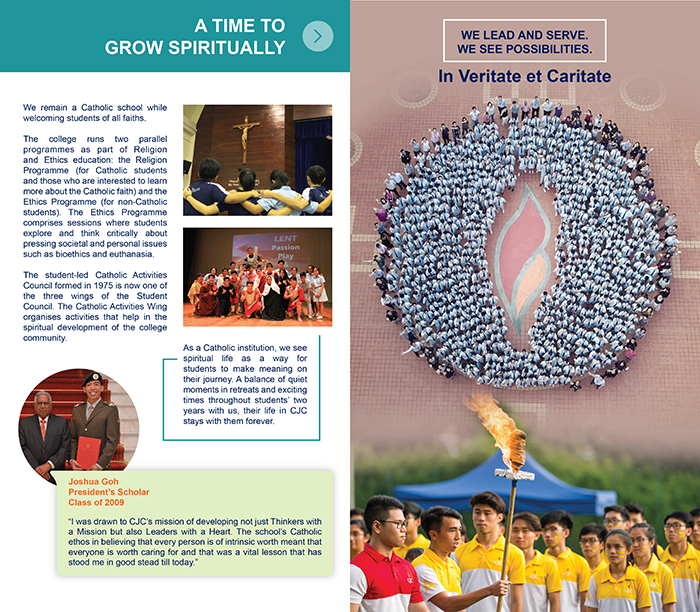 A TIME TO
GROW SPIRITUALLY
We remain a Catholic school while
welcoming students of all faiths.
The college runs two parallel
programmes as part of Religion
and Ethics education: the Religion
Programme (for Catholic students
and those who are interested to learn
more about the Catholic faith) and the
Ethics Programme (for non-Catholic
students). The Ethics Programme
comprises sessions where students
explore and think critically about
pressing societal and personal issues
such as bioethics and euthanasia.
The student-led Catholic Activities
Council formed in 1975 is now one of
the three wings of the Student
Council. The Catholic Activities Wing
organises activities that help in the
spiritual development of the college
community.
LENT
Passion
Play
As a Catholic institution, we see
spiritual life as a way for
students to make meaning on
their journey. A balance of quiet
moments in retreats and exciting
times throughout students' two
years with us, their life in CJC
stays with them forever.
Joshua Goh
President's Scholar
Class of 2009
“I was drawn to CJC's mission of developing not just Thinkers with
a Mission but also Leaders with a Heart. The school's Catholic
ethos in believing that every person is of intrinsic worth meant that
everyone is worth caring for and that was a vital lesson that has
stood me in good stead till today.”
WE LEAD AND SERVE.
WE SEE POSSIBILITIES.
In Veritate et Caritate